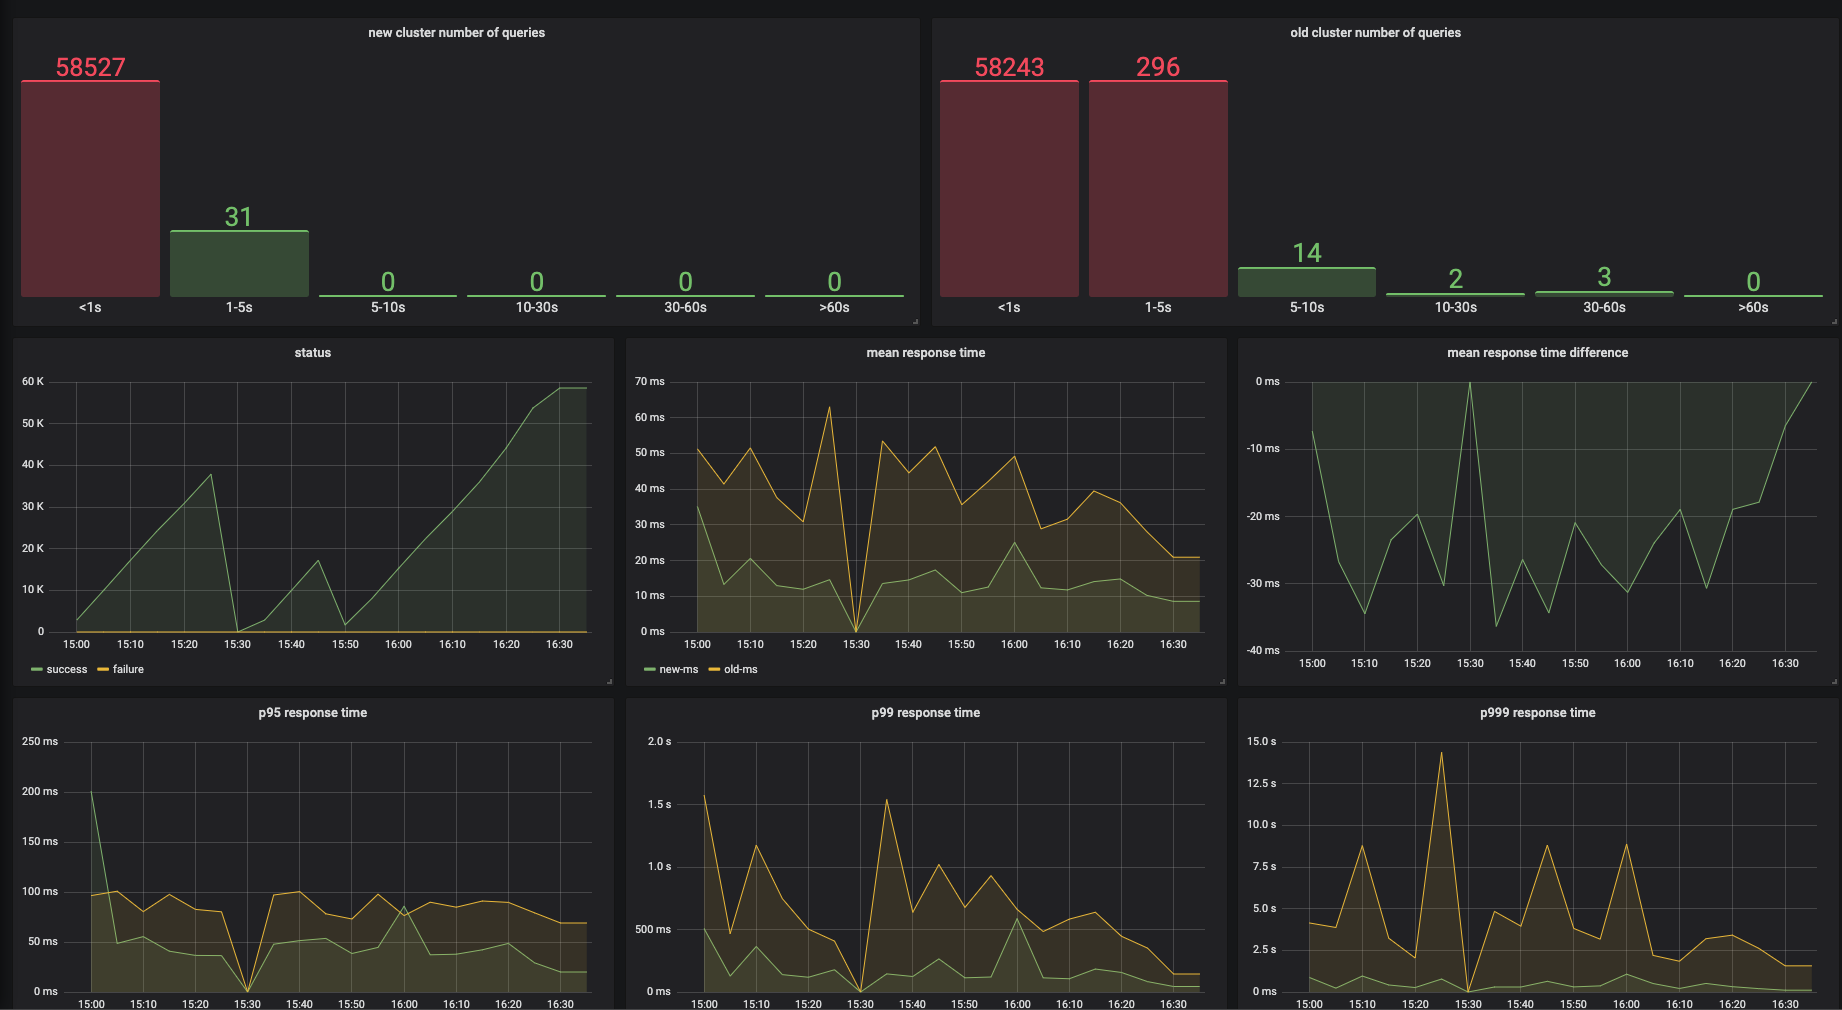 new cluster number of queries
58527
31
0
0
0
0
<1s
1-5s
5-10s
10-30s
30-60s
>60s
old cluster number of queries
58243
296
14
2
3
0
<1s
1-5s
5-10s
10-30s
30-60s
>60s
status
60 K
50 K
40 K
30 K
20 K
10 K
0
15:00 15:10 15:20 15:30 15:40 15:50 16:00 16:10 16:20 16:30
success failure
mean response time
70 ms
60 ms
50 ms
40 ms
30 ms
20 ms
10 ms
0 ms
15:00 15:10 15:20 15:30 15:40 15:50 16:00 16:10 16:20 16:30
new-ms old-ms
mean response time difference
0 ms
-10 ms
-20 ms
-30 ms
-40 ms
15:00 15:10 15:20 15:30 15:40 15:50 16:00 16:10 16:20 16:30
p95 response time
250 ms
200 ms
150 ms
100 ms
50 ms
0 ms
15:00 15:10 15:20 15:30 15:40 15:50 16:00 16:10 16:20 16:30
p99 response time
2.0 s
1.5 s
1.0 s
500 ms
0 ms
15:00 15:10 15:20 15:30 15:40 15:50 16:00 16:10 16:20 16:30
p999 response time
15.0 s
12.5 s
10.0 s
7.5 s
5.0 s
2.5 s
0 ms
15:00 15:10 15:20 15:30 15:40 15:50 16:00 16:10 16:20 16:30